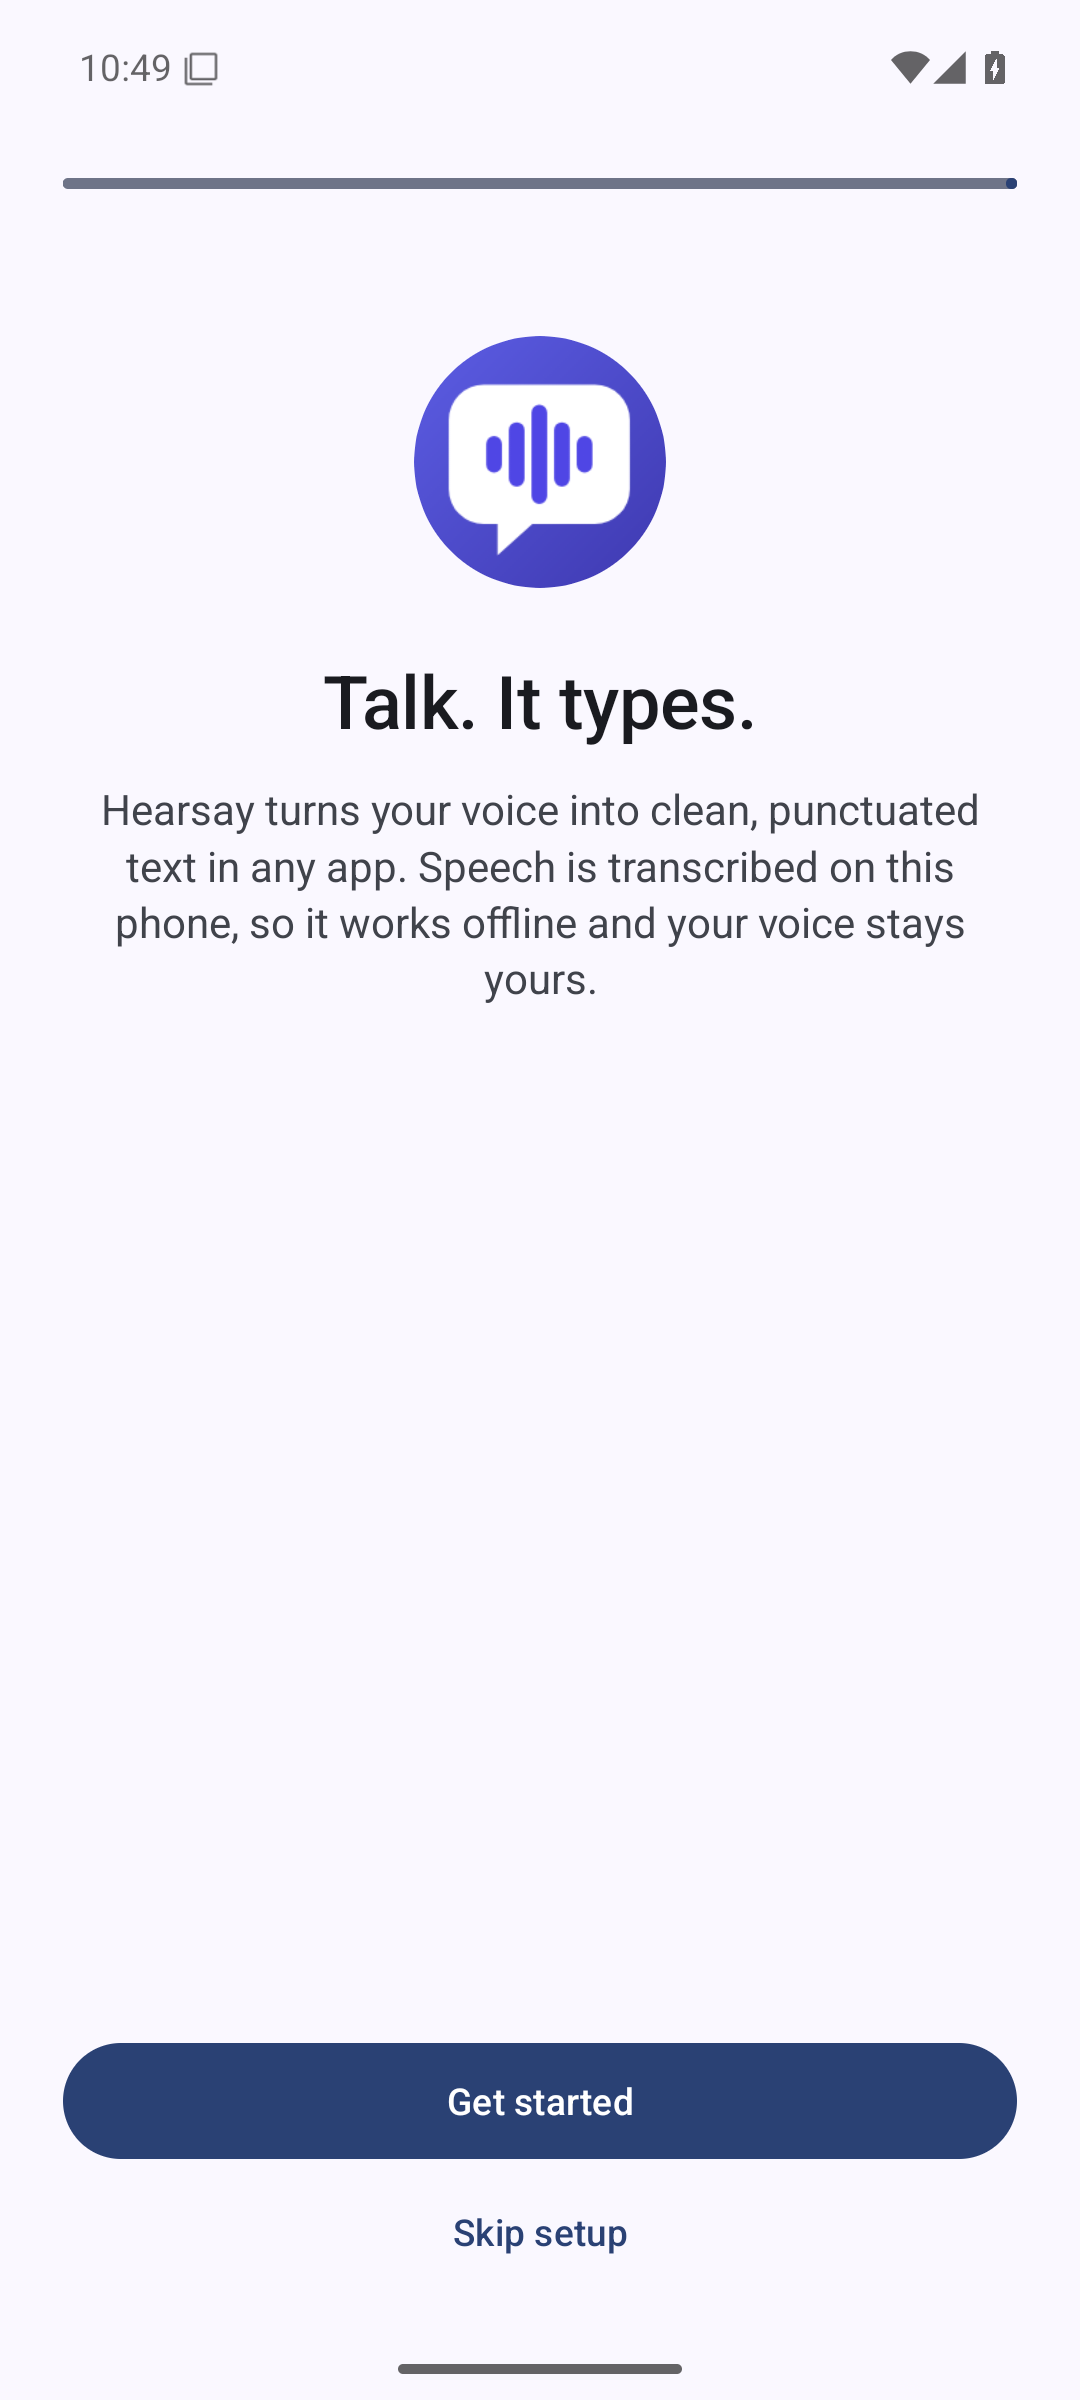 10:49
Talk. It types.
Hearsay turns your voice into clean, punctuated
text in any app. Speech is transcribed on this
phone, so it works offline and your voice stays
yours.
Get started
Skip setup